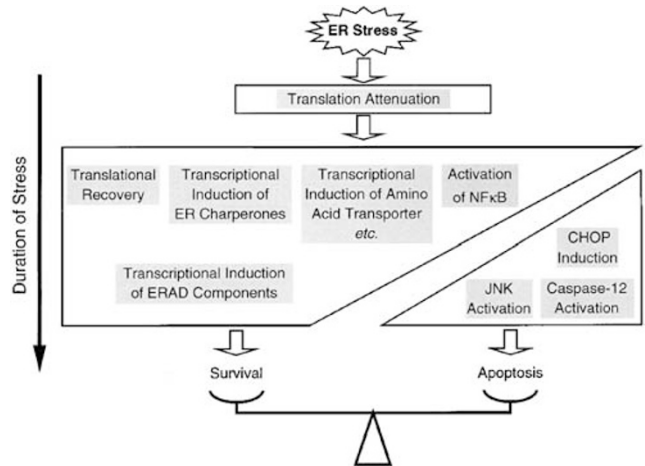 ER Stress
Translation Attenuation
Duration of Stress
Translational
Recovery
Transcriptional
Induction of
ER Charperones
Transcriptional
Induction of Amino
Acid Transporter
etc.
Activation
of NFκB
Transcriptional Induction
of ERAD Components
CHOP
Induction
JNK
Activation
Caspase-12
Activation
Survival
Apoptosis